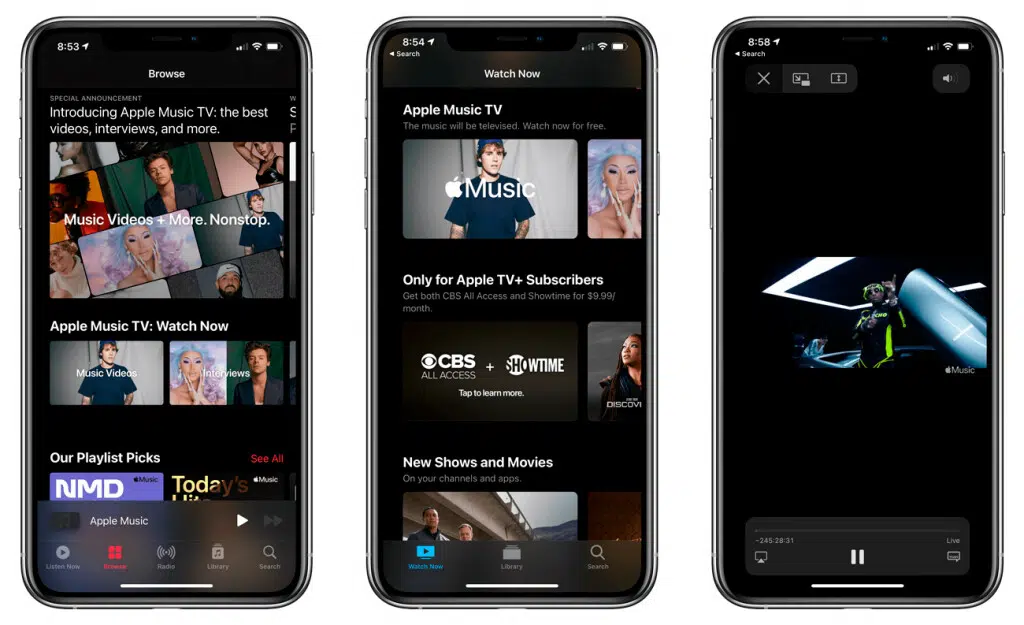 8:53
Browse
SPECIAL ANNOUNCEMENT
Introducing Apple Music TV: the best
videos, interviews, and more.
Music Videos + More. Nonstop.
Apple Music TV: Watch Now
Music Videos
Interviews
Our Playlist Picks
See All
NMD
Music
Today's
Music
Apple Music
Listen Now
Browse
Radio
Library
Search
8:54
Search
Watch Now
Apple Music TV
The music will be televised. Watch now for free.
Music
Only for Apple TV+ Subscribers
Get both CBS All Access and Showtime for $9.99/
month.
CBS
ALL ACCESS
+
SHOWTIME
Tap to learn more.
DISCOV
New Shows and Movies
On your channels and apps.
Watch Now
Library
Search
8:58
Search
Music
-245:28:31
Live